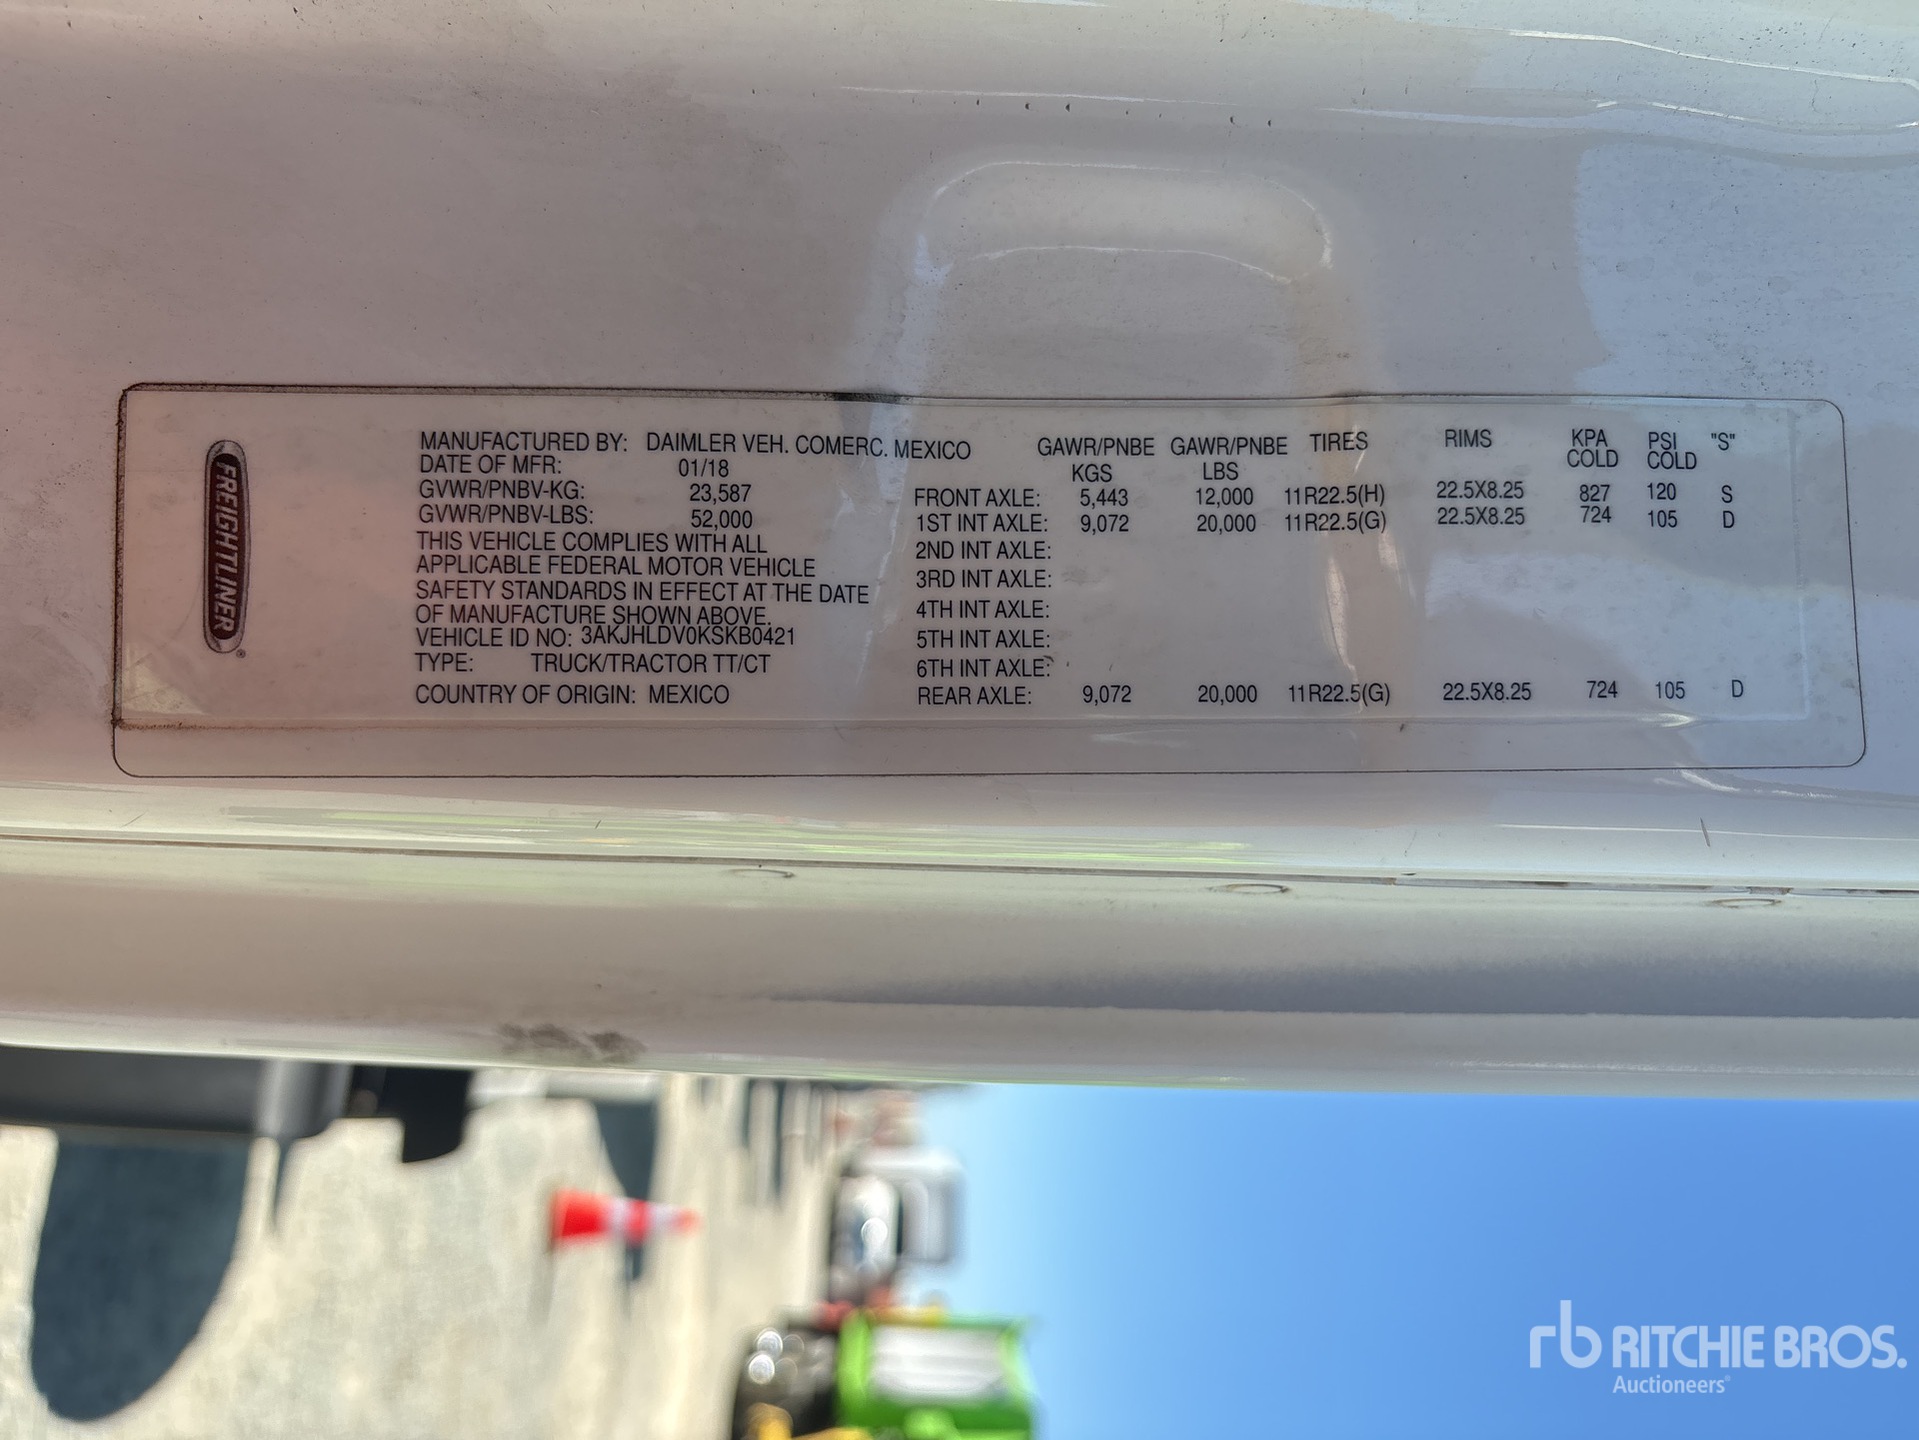 FREIGHTLINER
MANUFACTURED BY: DAIMLER VEH. COMERC. MEXICO
DATE OF MFR: 01/18
GVWR/PNBV-KG: 23,587
GVWR/PNBV-LBS: 52,000
THIS VEHICLE COMPLIES WITH ALL
APPLICABLE FEDERAL MOTOR VEHICLE
SAFETY STANDARDS IN EFFECT AT THE DATE
OF MANUFACTURE SHOWN ABOVE.
VEHICLE ID NO: 3AKJHLDV0KSKB0421
TYPE: TRUCK/TRACTOR TT/CT
COUNTRY OF ORIGIN: MEXICO
GAWR/PNBE KGS GAWR/PNBE LBS TIRES RIMS KPA COLD PSI COLD "S"
FRONT AXLE: 5,443 12,000 11R22.5(H) 22.5X8.25 827 120 S
1ST INT AXLE: 9,072 20,000 11R22.5(G) 22.5X8.25 724 105 D
2ND INT AXLE:
3RD INT AXLE:
4TH INT AXLE:
5TH INT AXLE:
6TH INT AXLE:
REAR AXLE: 9,072 20,000 11R22.5(G) 22.5X8.25 724 105 D
rb RITCHIE BROS.
Auctioneers